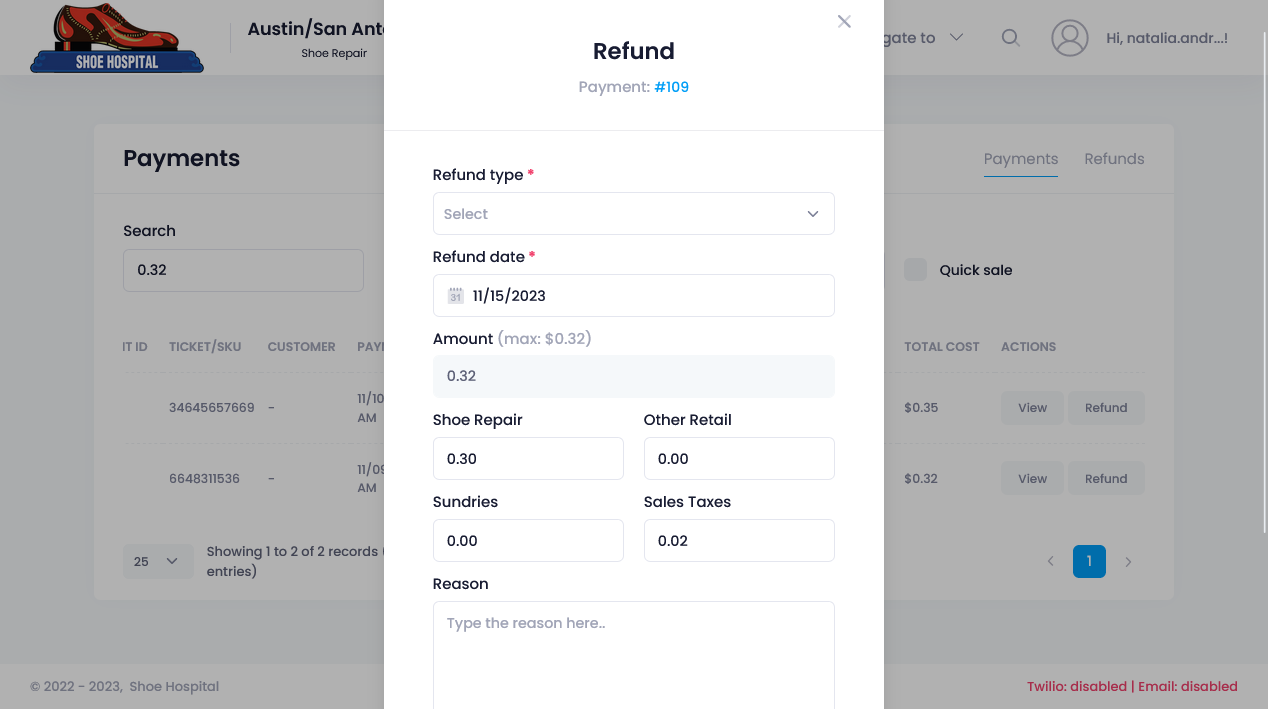 SHOE HOSPITAL
Austin/San Anto
Shoe Repair
gate to
Hi, natalia.andr...!
Refund
Payment: #109
Payments
Payments
Refunds
Search
0.32
Quick sale
Refund type *
Select
Refund date *
31
11/15/2023
Amount (max: $0.32)
0.32
Shoe Repair
Other Retail
0.30
0.00
Sundries
Sales Taxes
0.00
0.02
Reason
Type the reason here..
IT ID TICKET/SKU CUSTOMER PAYM TOTAL COST ACTIONS
34645657669 - 11/10 AM $0.35 View Refund
6648311536 - 11/09 AM $0.32 View Refund
25
Showing 1 to 2 of 2 records (
entries)
1
© 2022 - 2023, Shoe Hospital
Twilio: disabled | Email: disabled